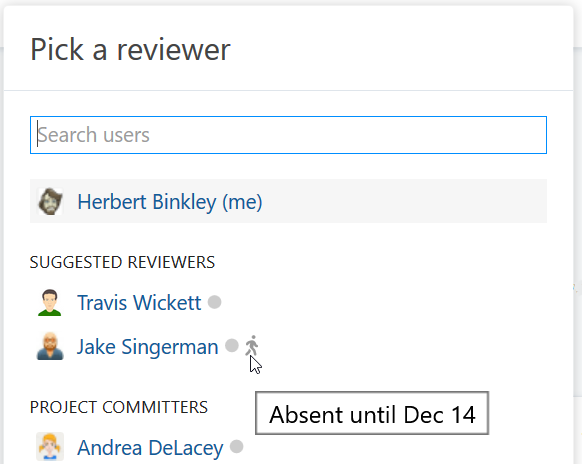 Pick a reviewer
Search users
Herbert Binkley (me)
SUGGESTED REVIEWERS
Travis Wickett
Jake Singerman
Absent until Dec 14
PROJECT COMMITTERS
Andrea DeLacey